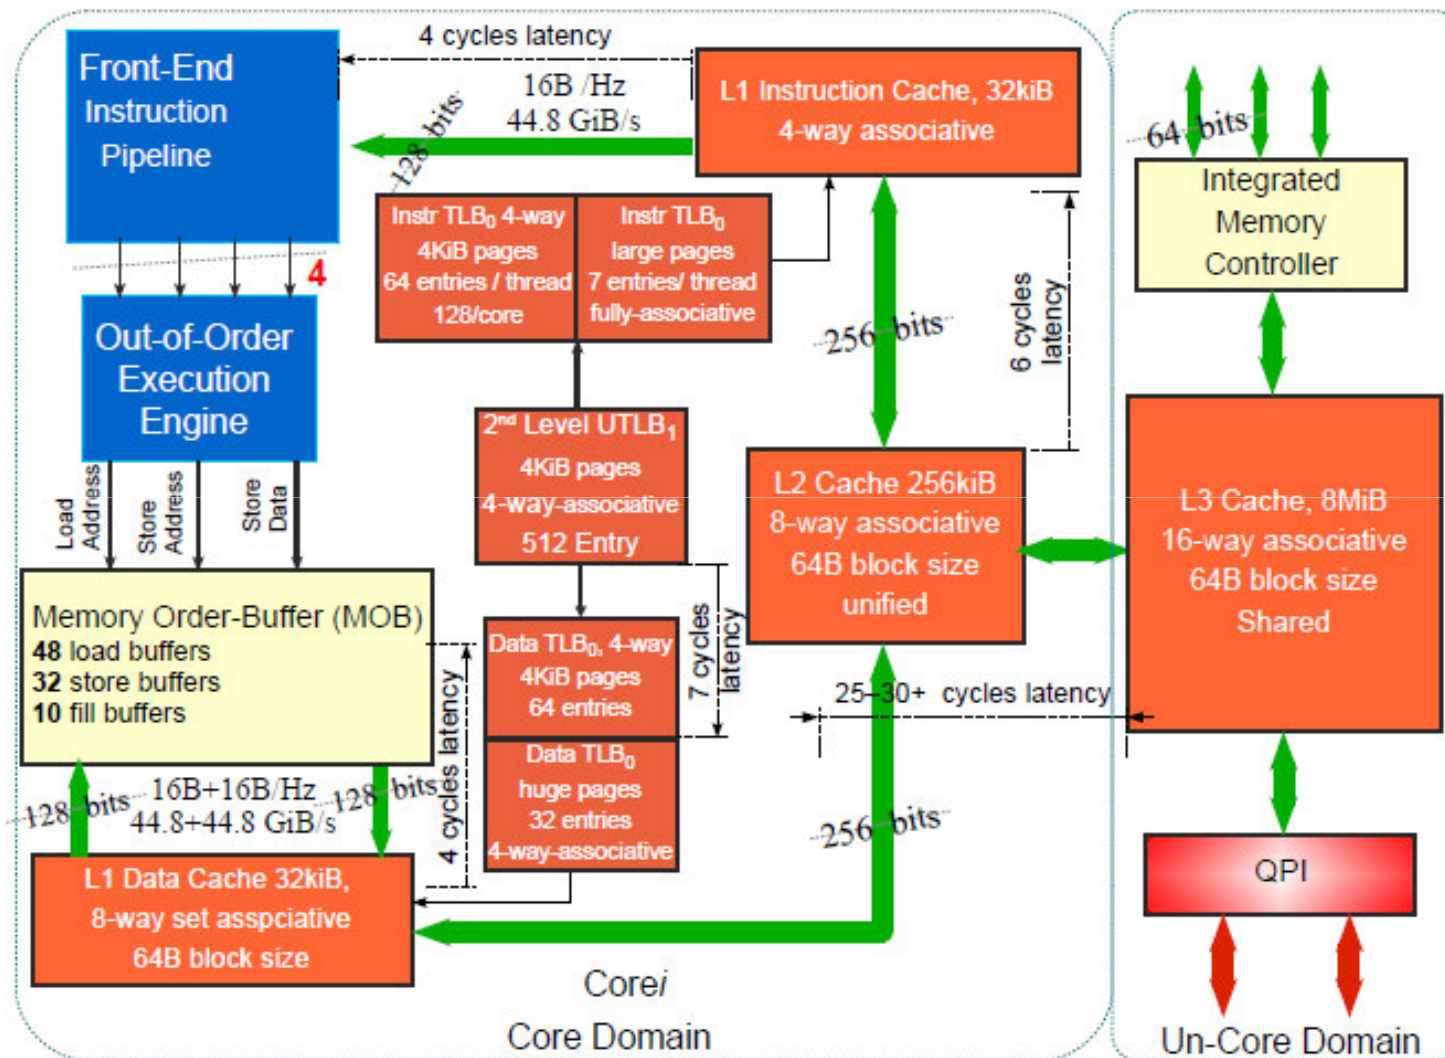 Front-End
Instruction
Pipeline
4 cycles latency
16B /Hz
44.8 GiB/s
128-bits
L1 Instruction Cache, 32kiB
4-way associative
64-bits
Integrated
Memory
Controller
Instr TLB0 4-way
4KiB pages
64 entries / thread
128/core
Instr TLB0
large pages
7 entries/ thread
fully-associative
4
Out-of-Order
Execution
Engine
256-bits
6 cycles
latency
2nd Level UTLB1
4KiB pages
4-way-associative
512 Entry
L2 Cache 256kiB
8-way associative
64B block size
unified
L3 Cache, 8MiB
16-way associative
64B block size
Shared
Load
Address
Store
Address
Store
Data
Memory Order-Buffer (MOB)
48 load buffers
32 store buffers
10 fill buffers
4 cycles latency
Data TLB0, 4-way
4KiB pages
64 entries
7 cycles
latency
25–30+ cycles latency
Data TLB0
huge pages
32 entries
4-way-associative
128-bits
16B+16B/Hz
44.8+44.8 GiB/s
128-bits
256-bits
L1 Data Cache 32kiB,
8-way set asspciative
64B block size
QPI
Corei
Core Domain
Un-Core Domain